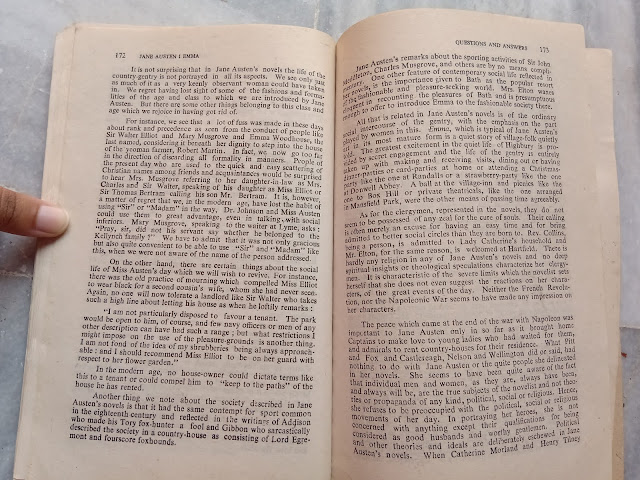 172 JANE AUSTEN : EMMA
It is not surprising that in Jane Austen's novels the life of the
country-gentry is not portrayed in all its aspects. We see only just
as much of it as a very keenly observant woman could have taken
in. We regret having lost sight of some of the fashions and forma-
lities of the age and class to which we are introduced by Jane
Austen. But there are some other things belonging to this class and
age which we rejoice in having got rid of.
For instance, we see that a lot of fuss was made in these days
about rank and precedence as seen from the conduct of people like
Sir Walter Elliot and Mary Musgrove and Emma Woodhouse, the
last named, considering it beneath her dignity to step into the house
of the yeoman farmer, Robert Martin. In fact, we now go too far
in the direction of discarding all formality in manners. People of
the present day who are used to the quick and easy scattering of
Christian names among friends and acquaintances would be surprised
to hear Mrs. Musgrove referring to her daughter-in-law as Mrs.
Charles and Sir Walter, speaking of his daughter as Miss Elliot and
Sir Thomas Bertram calling his son Mr. Bertram. It is, however,
a matter of regret that we, in the modern age, have lost the habit of
using "Sir" or "Madam" in the way, Dr. Johnson and Miss Austen
could use them to great advantage, even in talking with social
inferiors. Mary Musgrove, speaking to the waiter at Lyme, asks :
"Pray, sir, did not his servant say whether he belonged to the
Kellynch family ?" We have to admit that it was not only gracious
but also quite convenient to be able to use "Sir" and "Madam" like
this, when we were not aware of the name of the person addressed.
On the other hand, there are certain things about the social
life of Miss Austen's day which we will wish to revive. For instance,
there was the old practice of mourning which compelled Miss Elliot
to wear black for a second cousin's wife, whom she had never seen.
Again, no one will now tolerate a landlord like Sir Walter who takes
such a high line about letting his house as when he loftily remarks :
"I am not particularly disposed to favour a tenant. The park
would be open to him, of course, and few navy officers or men of any
other description can have had such a range ; but what restrictions I
might impose on the use of the pleasure-grounds is another thing.
I am not fond of the idea of my shrubberies being always approach-
able : and I should recommend Miss Elliot to be on her guard with
respect to her flower garden."
In the modern age, no house-owner could dictate terms like
this to a tenant or could compel him to "keep to the paths" of the
house he has rented.
Another thing we note about the society described in Jane
Austen's novels is that it had the same contempt for sport common
in the eighteenth-century and reflected in the writings of Addison
who made his Tory fox-hunter a fool and Gibbon who sarcastically
described the society in a country-house as consisting of Lord Egre-
mont and fourscore foxhounds.
QUESTIONS AND ANSWERS 173
Jane Austen's remarks about the sporting activities of Sir John
Middleton, Charles Musgrove, and others are by no means compli-
mentary. One other feature of contemporary social life reflected in
her novels, is the importance given to Bath as the popular resort
of the fashionable and pleasure-seeking world. Mrs. Elton waxes
eloquent in recounting the pleasures of Bath and is presumptuous
enough to offer to introduce Emma to the fashionable society there.
All that is related in Jane Austen's novels is of the ordinary
social intercourse of the gentry, with the emphasis on the part
played by women in this. Emma, which is typical of Jane Austen's
art in its most mature form is a quiet story of village-folk quietly
told. The greatest excitement in the quiet life of Highbury is pro-
vided by secret engagement and the life of the gentry is entirely
taken up with making and receiving visits, dining out or having
dinner-parties or card-parties at home or attending a Christmas-
party like the one at Randalls or a strawberry-party like the one
at Donwell Abbey. A ball at the village-inn and picnics like the
one to Box Hill or private theatricals, like the one arranged
in Mansfield Park, were the other means of passing time agreeably.
As for the clergymen, represented in the novels, they do not
seem to be possessed of any zeal for the cure of souls. Their calling
is often merely an excuse for having an easy time and for being
admitted to better social circles than they are born to. Rev. Collins,
being a person, is admitted to Lady Catherine's household and
Mr. Elton, for the same reason, is welcomed at Hartfield. There is
hardly any religion in any of Jane Austen's novels and no deep
spiritual insights or theological speculations characterize her clergy-
men. It is characteristic of the severe limits which the novelist sets
herself that she does not even suggest the reactions on her charac-
ters, of the great events of the day. Neither the French Revolu-
tion, nor the Napoleonic War seems to have made any impression on
her characters.
The peace which came at the end of the war with Napoleon was
important to Jane Austen only in so far as it brought home
Captains to make love to young ladies who had waited for them,
and admirals to rent country-houses for their residence. What Pitt
and Fox and Castlereagh, Nelson and Wellington did or said, had
nothing to do with Jane Austen or the quite people she delineated
in her novels. She seems to have been quite aware of the fact
that individual men and women, as they are, always have been,
and always will be, are the true subjects of the novelist and not theo-
ries or propaganda of any kind, political, social or religious. Hence,
she refuses to be preoccupied with the political, social or religious
movements of her day. In portraying her heroes, she is not
concerned with anything except their qualifications for being
considered as good husbands and worthy gentlemen. Political
and other theories and ideals are deliberately eschewed in Jane
Austen's novels. When Catherine Morland and Henry Tilney